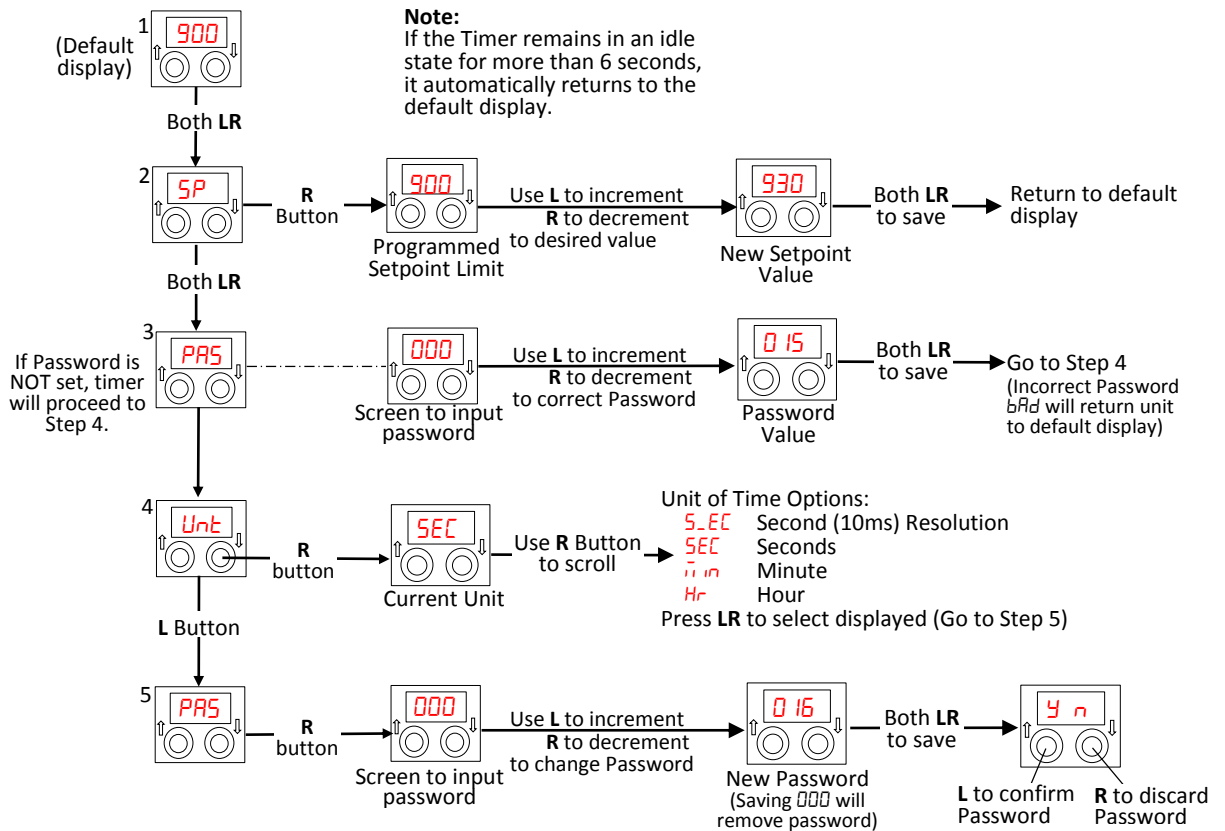 1
900
(Default
display)
Note:
If the Timer remains in an idle
state for more than 6 seconds,
it automatically returns to the
default display.
Both LR
2
SP
R
Button
900
Programmed
Setpoint Limit
Use L to increment
R to decrement
to desired value
930
New Setpoint
Value
Both LR
to save
Return to default
display
Both LR
3
PAS
If Password is
NOT set, timer
will proceed to
Step 4.
000
Screen to input
password
Use L to increment
R to decrement
to correct Password
015
Password
Value
Both LR
to save
Go to Step 4
(Incorrect Password
bAd will return unit
to default display)
4
Unt
R
button
SEC
Current Unit
Use R Button
to scroll
Unit of Time Options:
S_EC Second (10ms) Resolution
SEC Seconds
min Minute
Hr Hour
Press LR to select displayed (Go to Step 5)
L Button
5
PAS
R
button
000
Screen to input
password
Use L to increment
R to decrement
to change Password
016
New Password
(Saving 000 will
remove password)
Both LR
to save
y n
L to confirm
Password
R to discard
Password